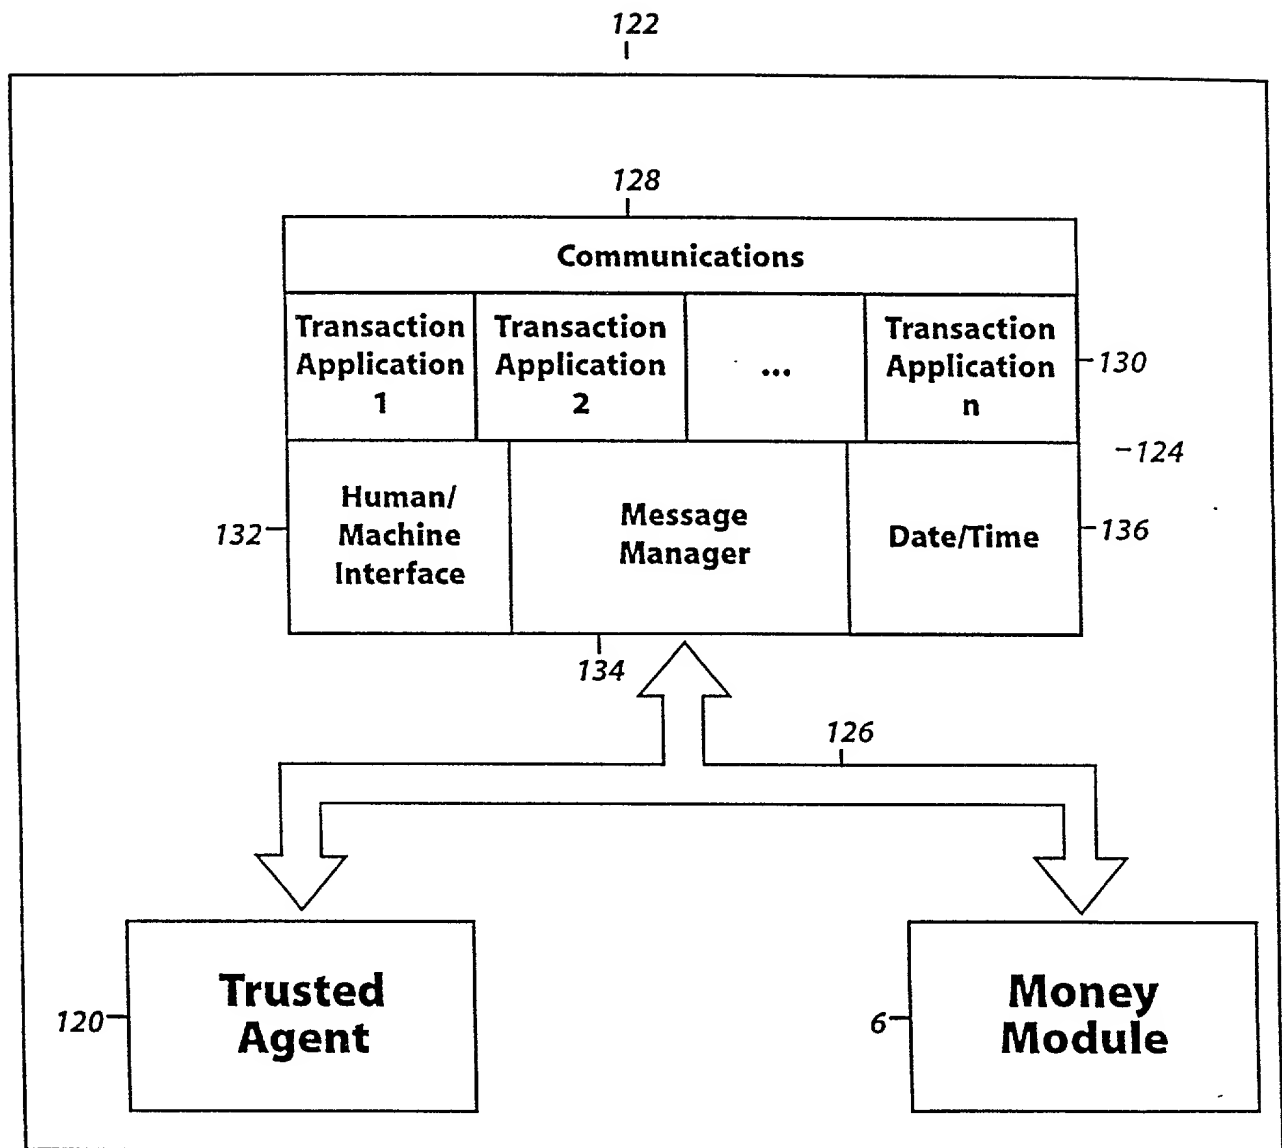 122
128
Communications
Transaction
Application
1
Transaction
Application
2
...
Transaction
Application
n
130
124
132
Human/
Machine
Interface
Message
Manager
Date/Time
136
134
126
120
Trusted
Agent
6
Money
Module